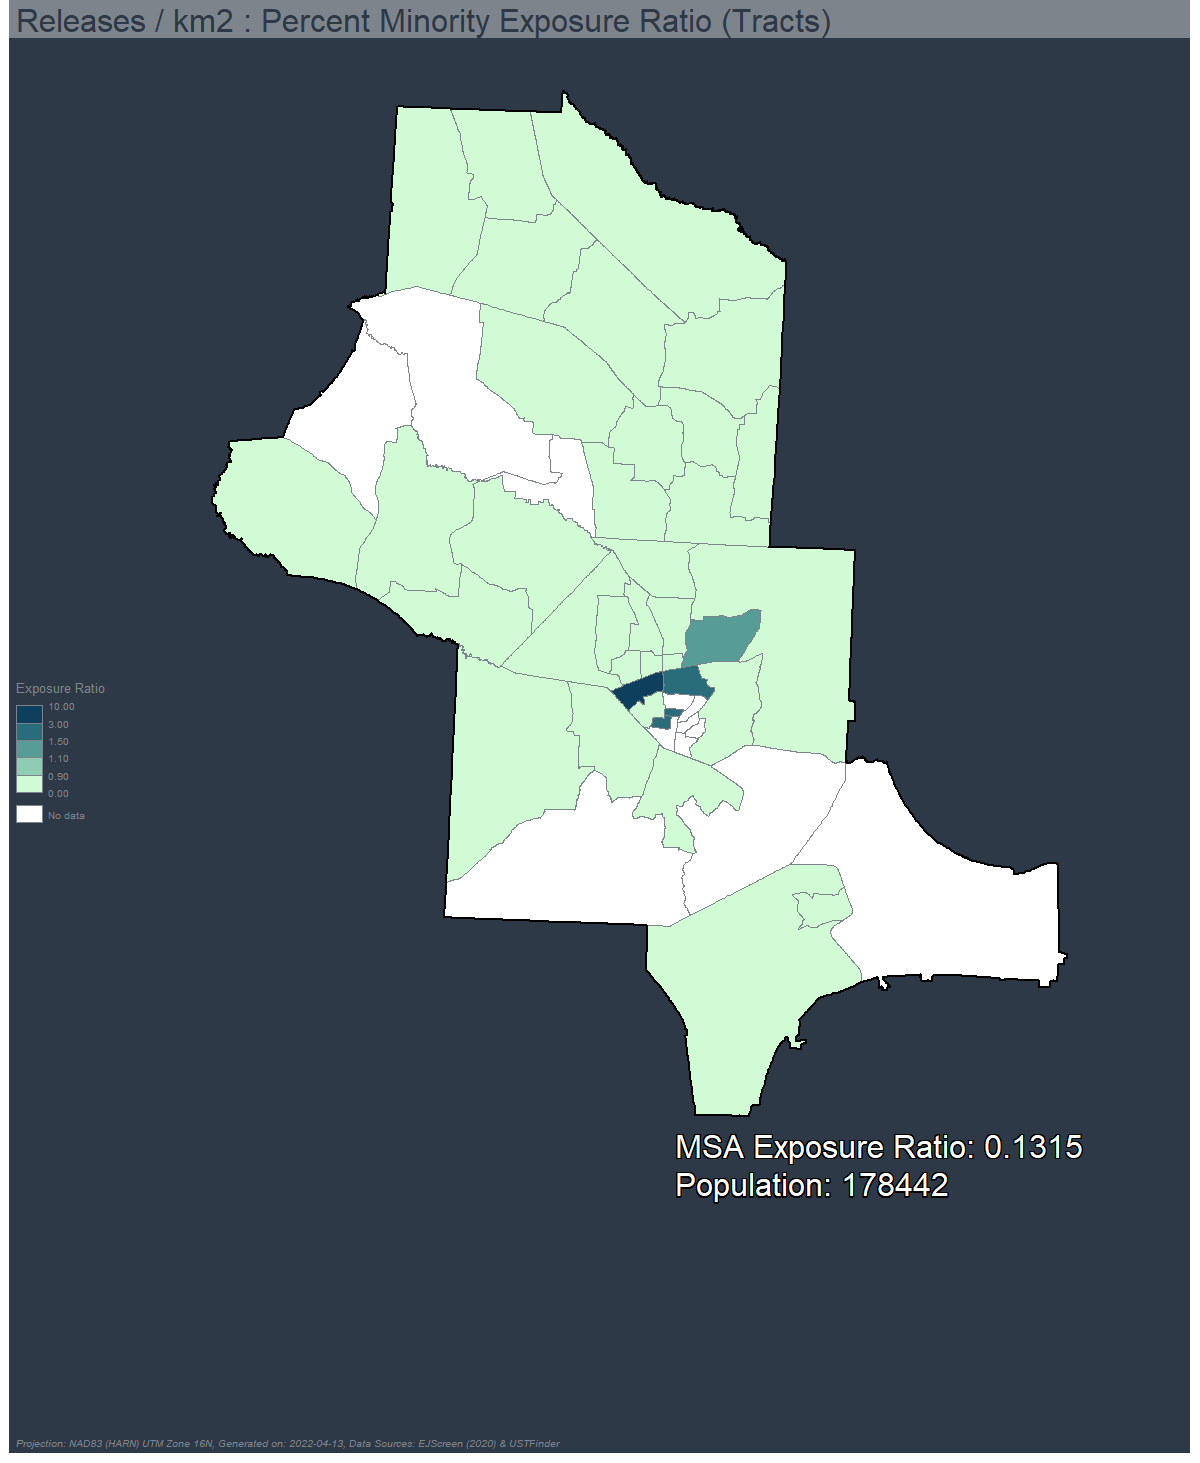 Releases / km2 : Percent Minority Exposure Ratio (Tracts)
Exposure Ratio
10.00
3.00
1.50
1.10
0.90
0.00
No data
MSA Exposure Ratio: 0.1315
Population: 178442
Projection: NAD83 (HARN) UTM Zone 16N, Generated on: 2022-04-13, Data Sources: EJScreen (2020) & USTFinder